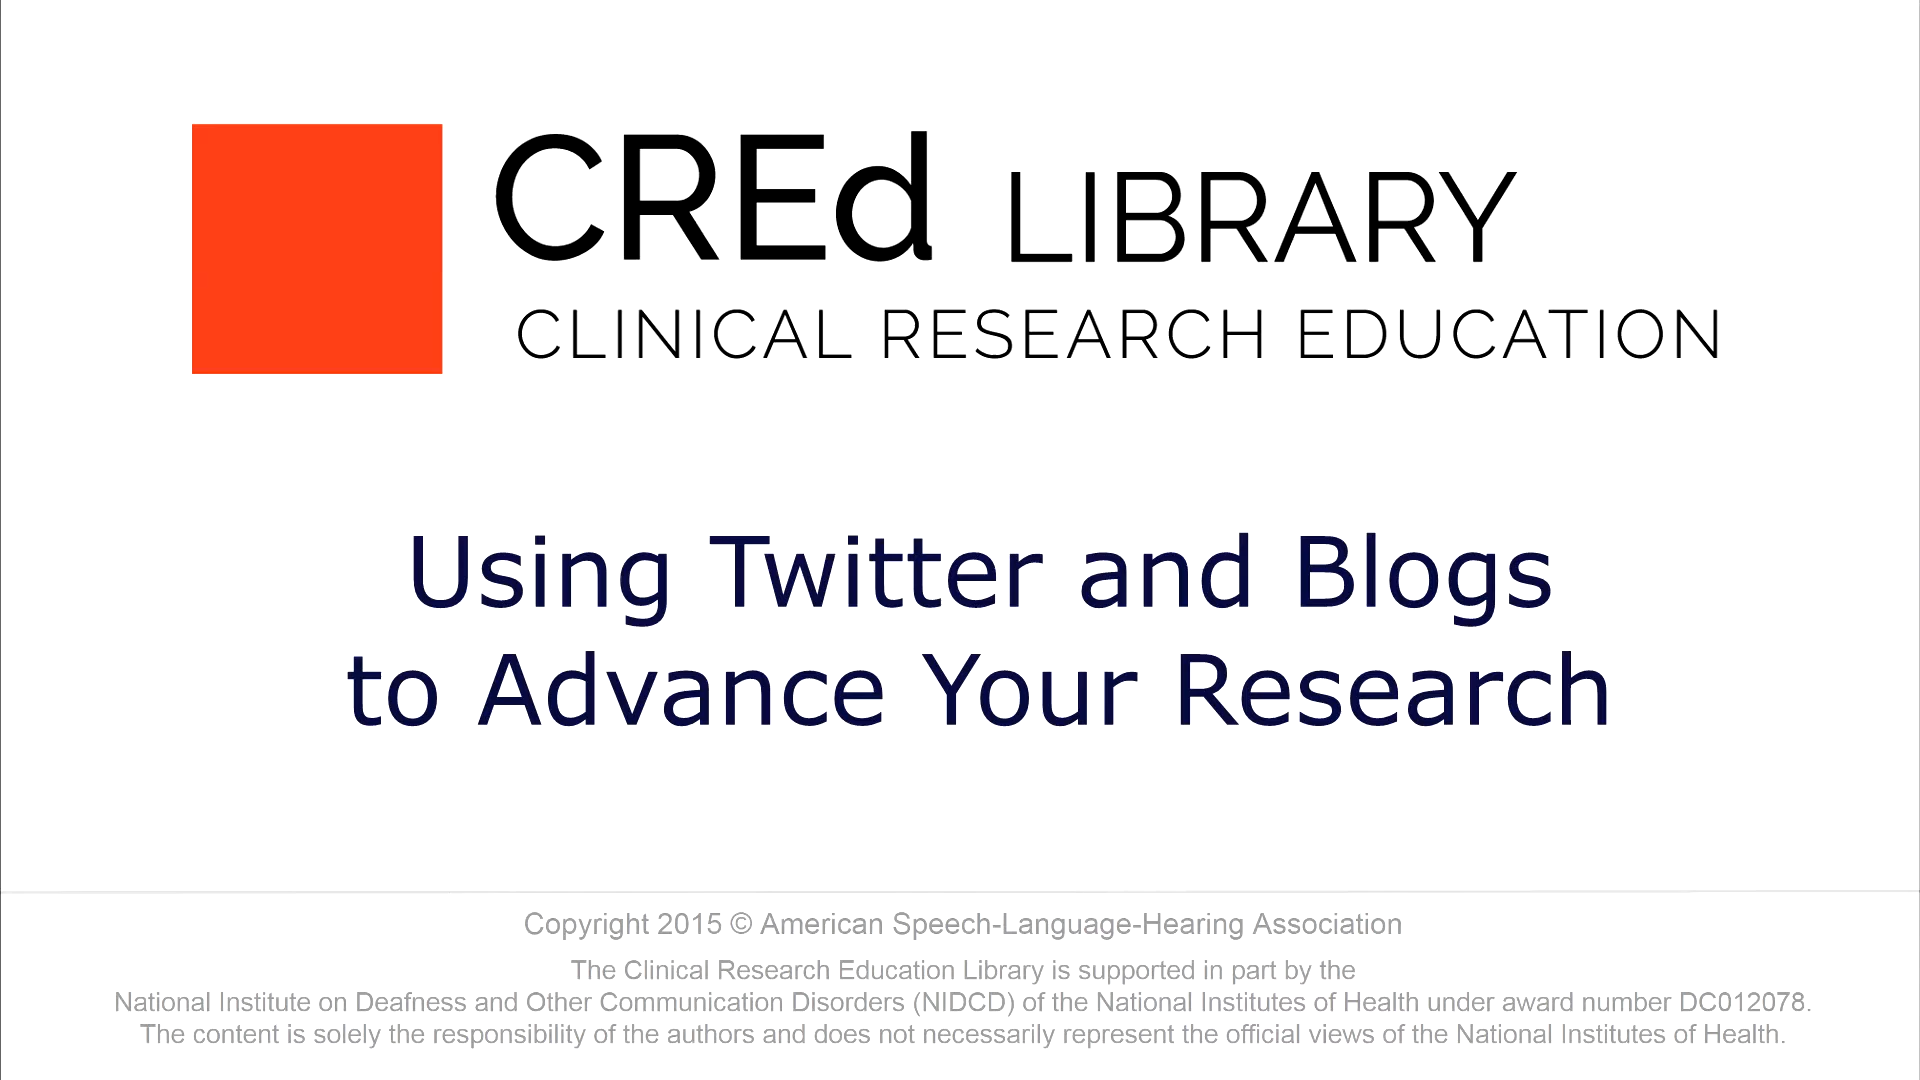 CREd LIBRARY
CLINICAL RESEARCH EDUCATION
Using Twitter and Blogs
to Advance Your Research
Copyright 2015 © American Speech-Language-Hearing Association
The Clinical Research Education Library is supported in part by the
National Institute on Deafness and Other Communication Disorders (NIDCD) of the National Institutes of Health under award number DC012078.
The content is solely the responsibility of the authors and does not necessarily represent the official views of the National Institutes of Health.